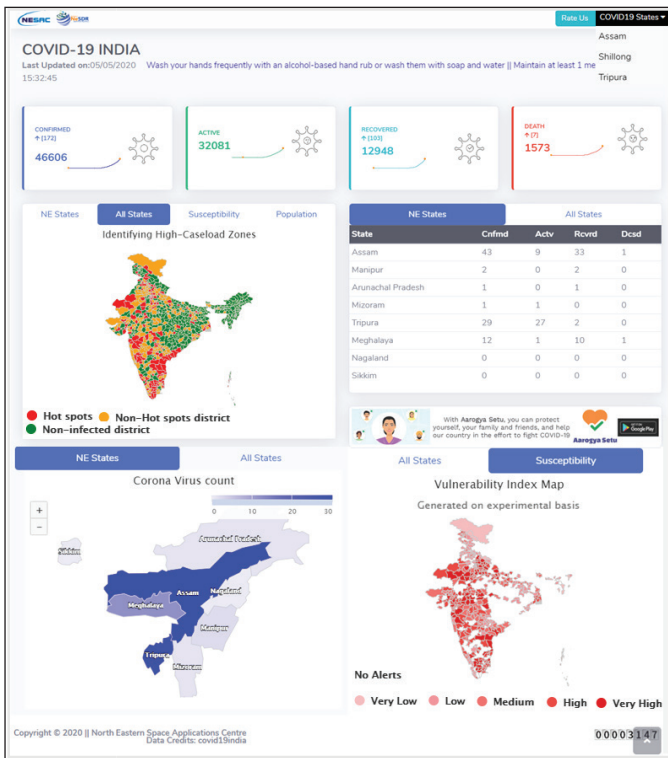 NESAC
Rate Us
COVID19 States
Assam
Shillong
Tripura
COVID-19 INDIA
Last Updated on:05/05/2020
15:32:45
Wash your hands frequently with an alcohol-based hand rub or wash them with soap and water || Maintain at least 1 me
CONFIRMED
↑ [172]
46606
ACTIVE
32081
RECOVERED
↑ [103]
12948
DEATH
↑ [7]
1573
NE States All States Susceptibility Population
Identifying High-Caseload Zones
Hot spots Non-Hot spots district
Non-infected district
NE States All States
State Cnfmd Actv Rcvrd Dcsd
Assam 43 9 33 1
Manipur 2 0 2 0
Arunachal Pradesh 1 0 1 0
Mizoram 1 1 0 0
Tripura 29 27 2 0
Meghalaya 12 1 10 1
Nagaland 0 0 0 0
Sikkim 0 0 0 0
With Aarogya Setu, you can protect
yourself, your family and friends, and help
our country in the effort to fight COVID-19
Aarogya Setu
Google Play
NE States All States
Corona Virus count
0 10 20 30
+
−
Sikkim
Arunachal Pradesh
Assam
Nagaland
Meghalaya
Manipur
Tripura
Mizoram
All States Susceptibility
Vulnerability Index Map
Generated on experimental basis
No Alerts
Very Low Low Medium High Very High
Copyright © 2020 || North Eastern Space Applications Centre
Data Credits: covid19india
00003147